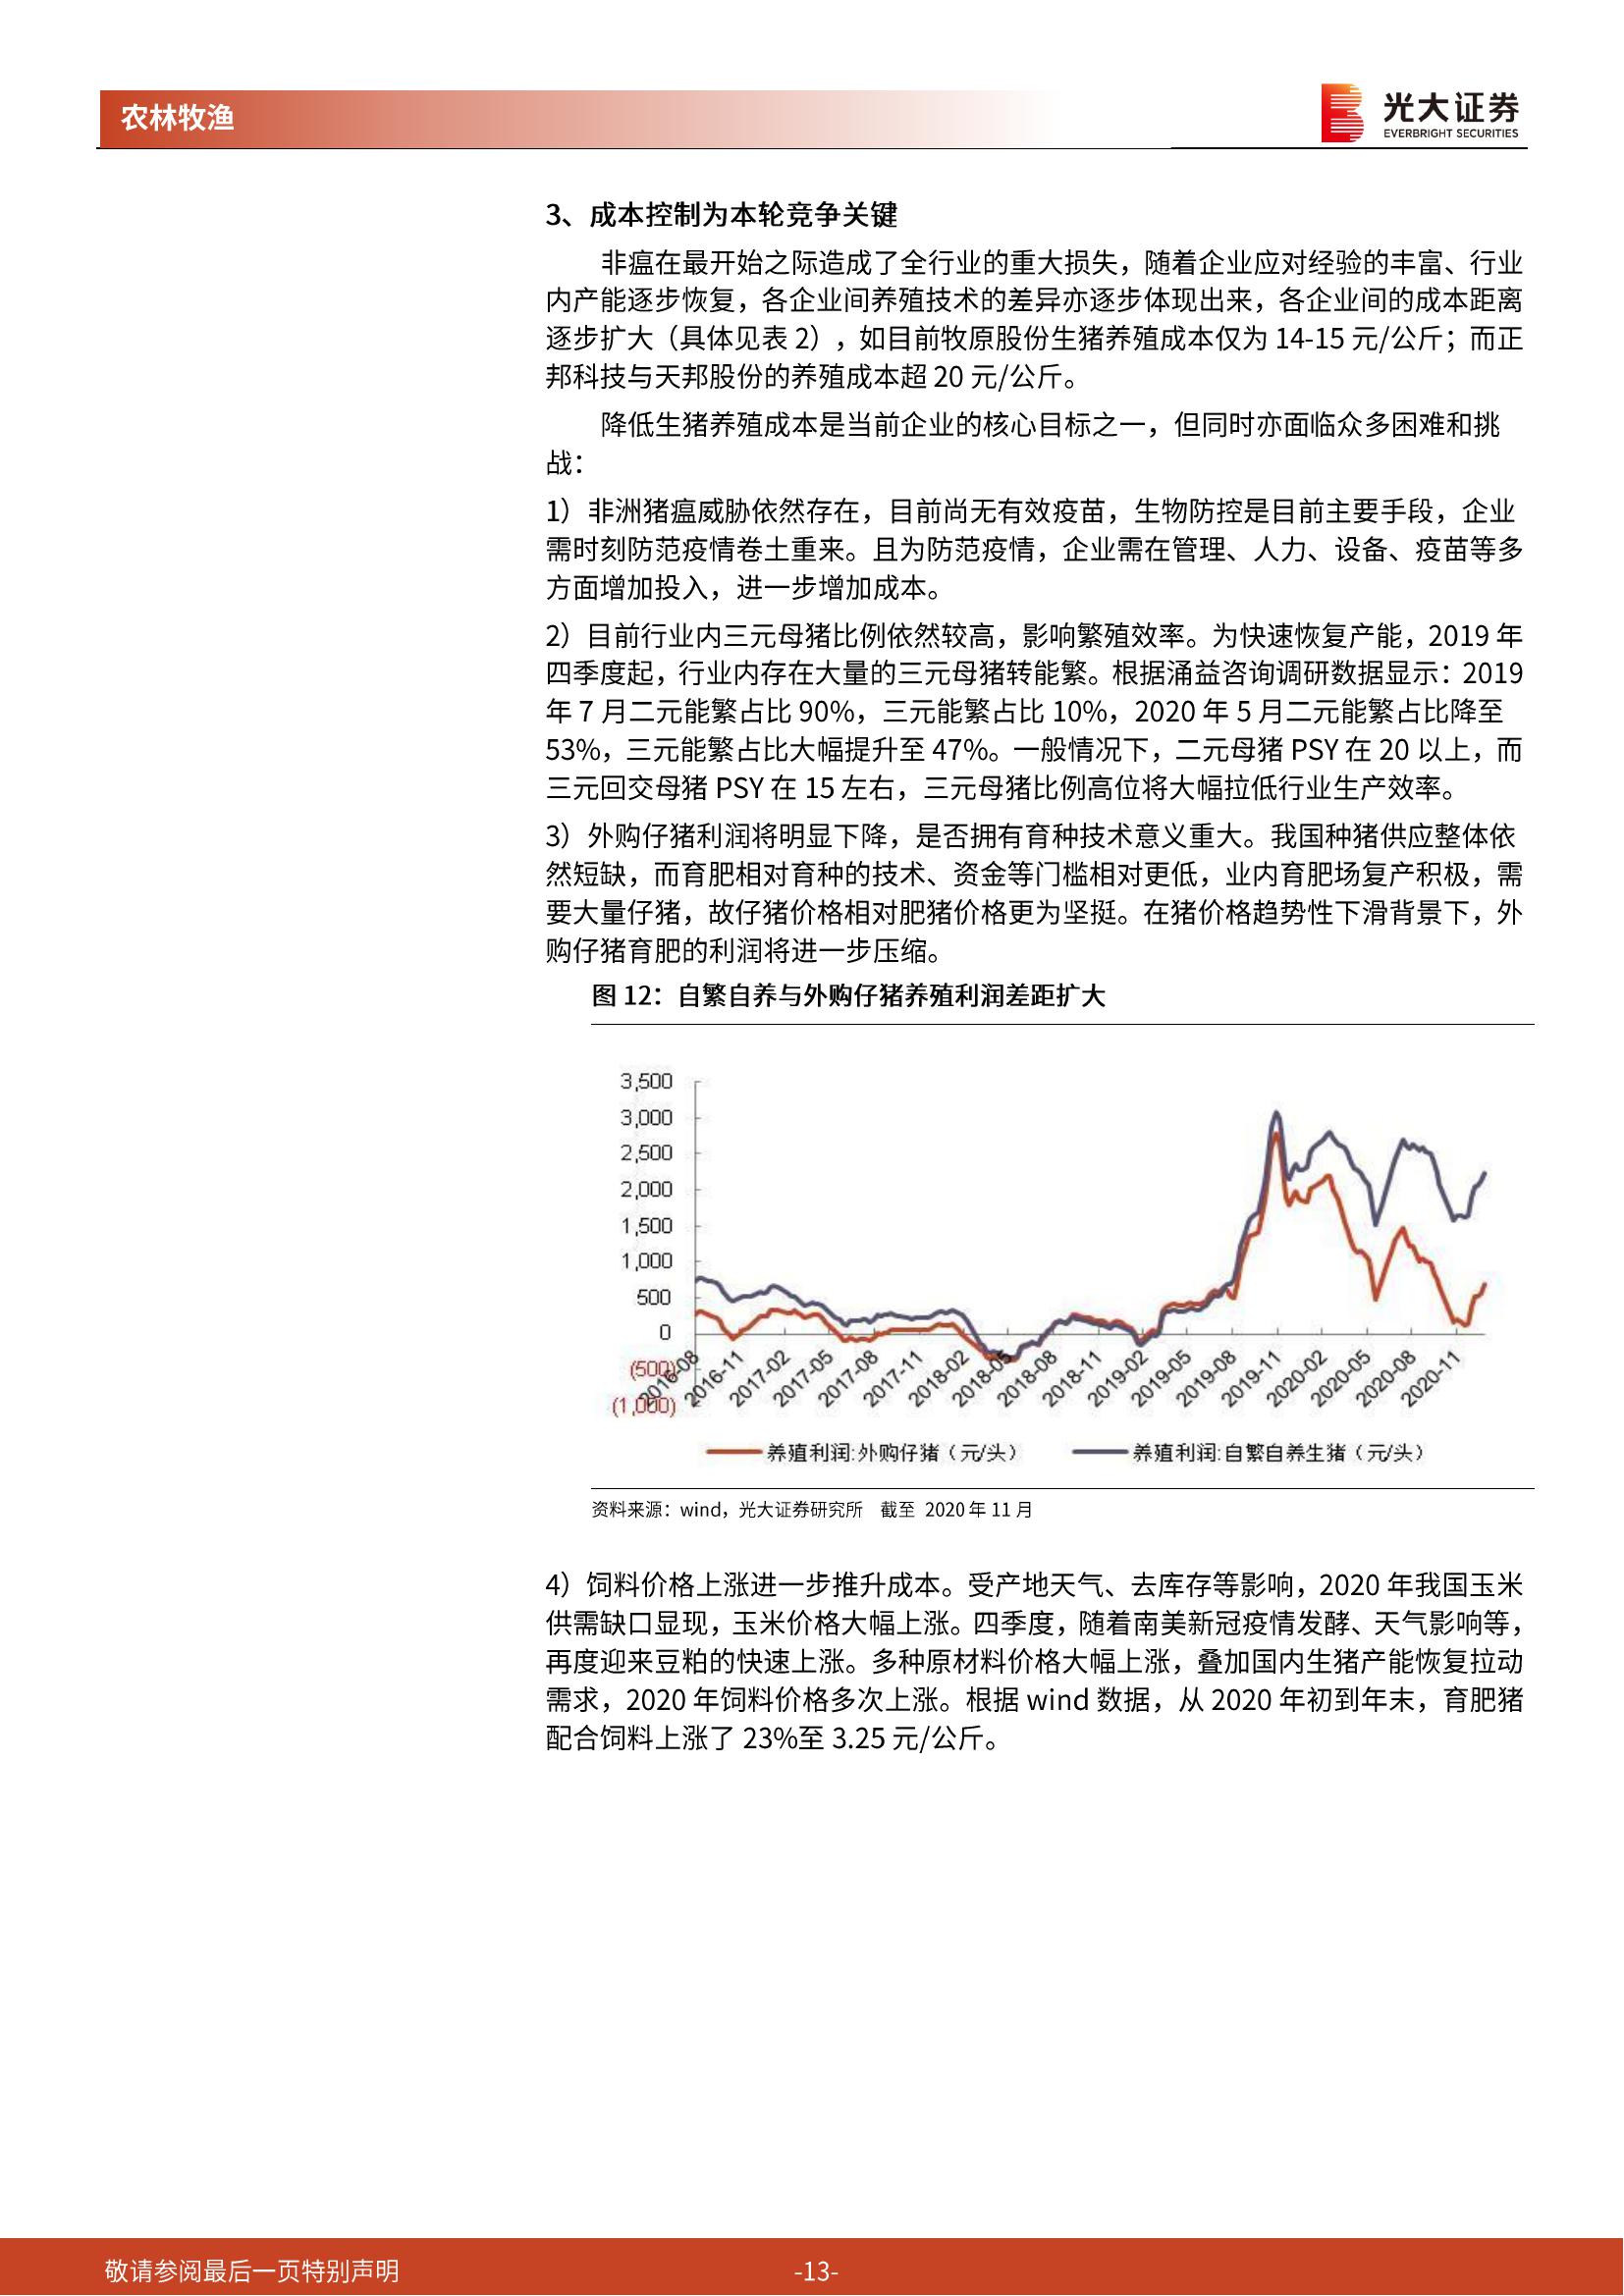 农林牧渔
光大证券
EVERBRIGHT SECURITIES
3、成本控制为本轮竞争关键
非瘟在最开始之际造成了全行业的重大损失，随着企业应对经验的丰富、行业
内产能逐步恢复，各企业间养殖技术的差异亦逐步体现出来，各企业间的成本距离
逐步扩大（具体见表 2），如目前牧原股份生猪养殖成本仅为 14-15 元/公斤；而正
邦科技与天邦股份的养殖成本超 20 元/公斤。
降低生猪养殖成本是当前企业的核心目标之一，但同时亦面临众多困难和挑
战：
1）非洲猪瘟威胁依然存在，目前尚无有效疫苗，生物防控是目前主要手段，企业
需时刻防范疫情卷土重来。且为防范疫情，企业需在管理、人力、设备、疫苗等多
方面增加投入，进一步增加成本。
2）目前行业内三元母猪比例依然较高，影响繁殖效率。为快速恢复产能，2019 年
四季度起，行业内存在大量的三元母猪转能繁。根据涌益咨询调研数据显示：2019
年 7 月二元能繁占比 90%，三元能繁占比 10%，2020 年 5 月二元能繁占比降至
53%，三元能繁占比大幅提升至 47%。一般情况下，二元母猪 PSY 在 20 以上，而
三元回交母猪 PSY 在 15 左右，三元母猪比例高位将大幅拉低行业生产效率。
3）外购仔猪利润将明显下降，是否拥有育种技术意义重大。我国种猪供应整体依
然短缺，而育肥相对育种的技术、资金等门槛相对更低，业内育肥场复产积极，需
要大量仔猪，故仔猪价格相对肥猪价格更为坚挺。在猪价格趋势性下滑背景下，外
购仔猪育肥的利润将进一步压缩。
图 12：自繁自养与外购仔猪养殖利润差距扩大
3,500
3,000
2,500
2,000
1,500
1,000
500
0
(500)
(1,000)
2016-08
2016-11
2017-02
2017-05
2017-08
2017-11
2018-02
2018-05
2018-08
2018-11
2019-02
2019-05
2019-08
2019-11
2020-02
2020-05
2020-08
2020-11
养殖利润:外购仔猪（元/头） 养殖利润:自繁自养生猪（元/头）
资料来源：wind，光大证券研究所 截至 2020 年 11 月
4）饲料价格上涨进一步推升成本。受产地天气、去库存等影响，2020 年我国玉米
供需缺口显现，玉米价格大幅上涨。四季度，随着南美新冠疫情发酵、天气影响等，
再度迎来豆粕的快速上涨。多种原材料价格大幅上涨，叠加国内生猪产能恢复拉动
需求，2020 年饲料价格多次上涨。根据 wind 数据，从 2020 年初到年末，育肥猪
配合饲料上涨了 23%至 3.25 元/公斤。
敬请参阅最后一页特别声明
-13-